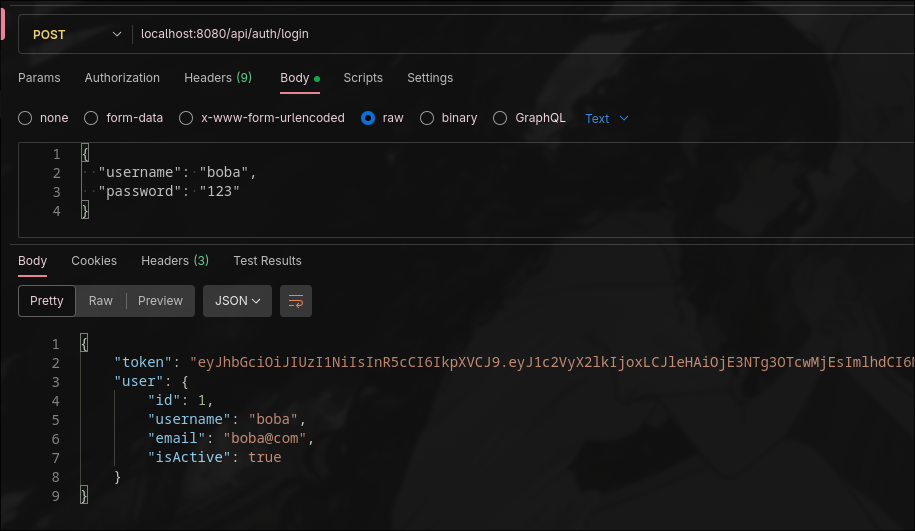 POST localhost:8080/api/auth/login
Params Authorization Headers (9) Body Scripts Settings
none form-data x-www-form-urlencoded raw binary GraphQL Text
1 {
2 "username": "boba",
3 "password": "123"
4 }
Body Cookies Headers (3) Test Results
Pretty Raw Preview JSON
1 {
2 "token": "eyJhbGciOiJIUzI1NiIsInR5cCI6IkpXVCJ9.eyJ1c2VyX2lkIjoxLCJleHAiOjE3NTg3OTcwMjEsImlhdCI6
3 "user": {
4 "id": 1,
5 "username": "boba",
6 "email": "boba@com",
7 "isActive": true
8 }
9 }